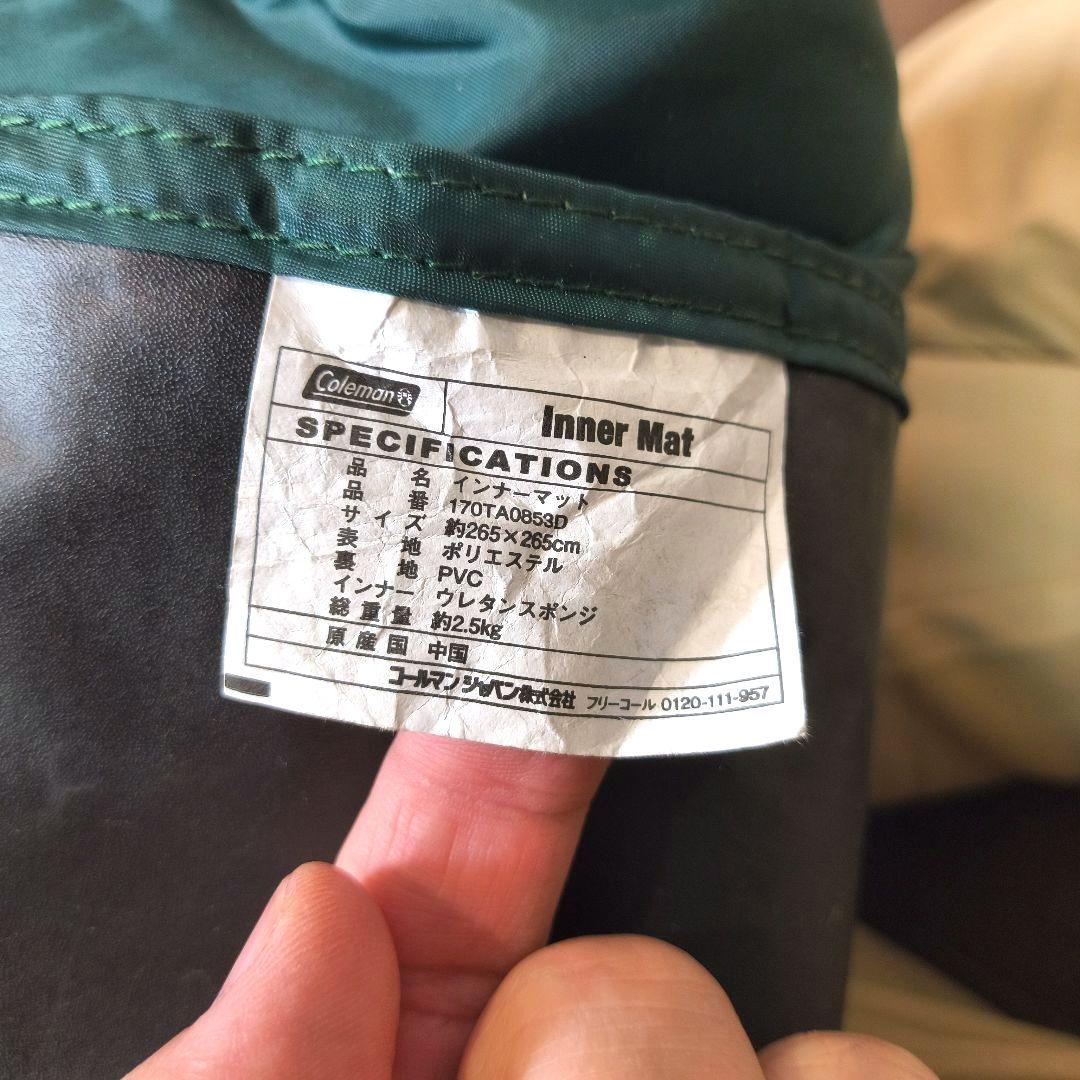 Coleman
Inner Mat
SPECIFICATIONS
品名 インナーマット
品番 170TA0853D
サイズ 約265×265cm
表地 ポリエステル
裏地 PVC
インナー ウレタンスポンジ
総重量 約2.5kg
原産国 中国
コールマン ジャパン株式会社 フリーコール 0120-111-957